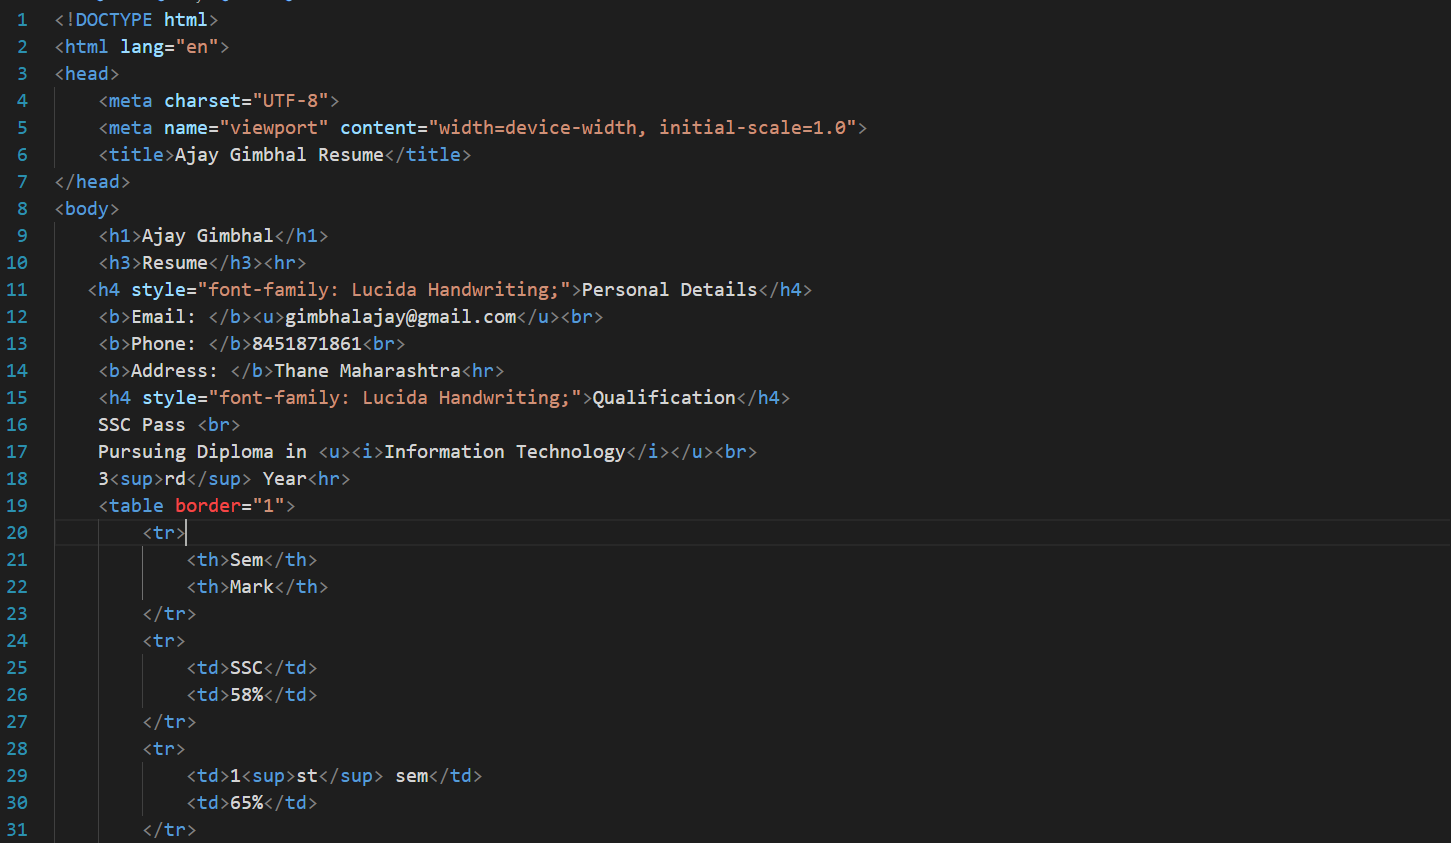 1 <!DOCTYPE html>
2 <html lang="en">
3 <head>
4     <meta charset="UTF-8">
5     <meta name="viewport" content="width=device-width, initial-scale=1.0">
6     <title>Ajay Gimbhal Resume</title>
7 </head>
8 <body>
9     <h1>Ajay Gimbhal</h1>
10     <h3>Resume</h3><hr>
11    <h4 style="font-family: Lucida Handwriting;">Personal Details</h4>
12     <b>Email: </b><u>gimbhalajay@gmail.com</u><br>
13     <b>Phone: </b>8451871861<br>
14     <b>Address: </b>Thane Maharashtra<hr>
15     <h4 style="font-family: Lucida Handwriting;">Qualification</h4>
16     SSC Pass <br>
17     Pursuing Diploma in <u><i>Information Technology</i></u><br>
18     3<sup>rd</sup> Year<hr>
19     <table border="1">
20         <tr>
21             <th>Sem</th>
22             <th>Mark</th>
23         </tr>
24         <tr>
25             <td>SSC</td>
26             <td>58%</td>
27         </tr>
28         <tr>
29             <td>1<sup>st</sup> sem</td>
30             <td>65%</td>
31         </tr>